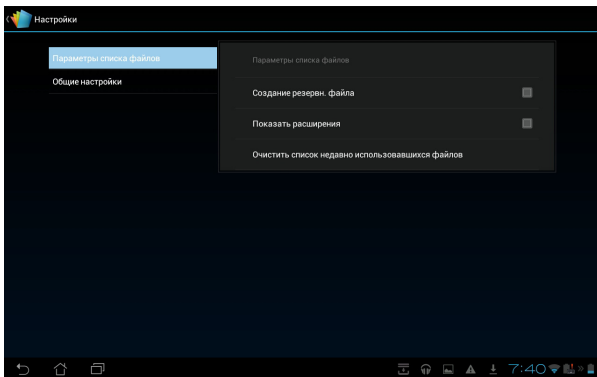 Настройки
Параметры списка файлов
Общие настройки
Параметры списка файлов
Создание резервн. файла
Показать расширения
Очистить список недавно использовавшихся файлов
7:40